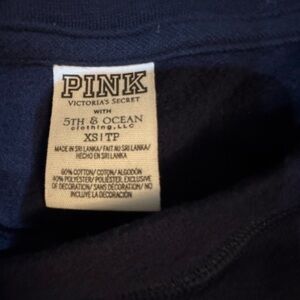 PINK
VICTORIA'S SECRET
WITH
5TH & OCEAN
clothing, LLC
XS | TP
MADE IN SRI LANKA / FAIT AU SRI LANKA /
HECHO EN SRI LANKA
60% COTTON / COTON / ALGODÓN
40% POLYESTER / POLIÉSTER. EXCLUSIVE
OF DECORATION / SANS DÉCORATION / NO
INCLUYE LA DECORACIÓN